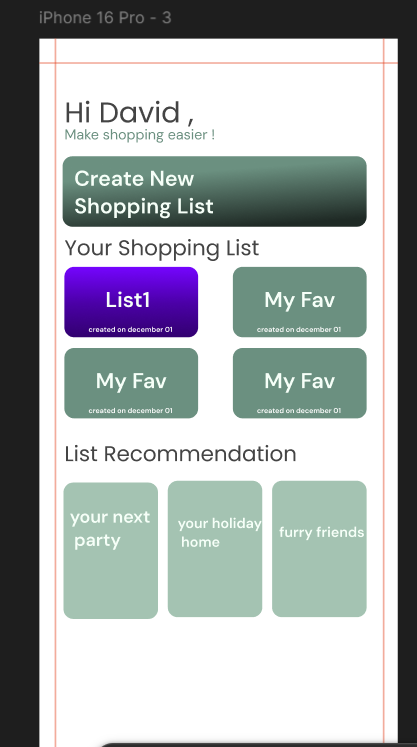 iPhone 16 Pro - 3
Hi David ,
Make shopping easier !
Create New
Shopping List
Your Shopping List
List1
created on december 01
My Fav
created on december 01
My Fav
created on december 01
My Fav
created on december 01
List Recommendation
your next
party
your holiday
home
furry friends